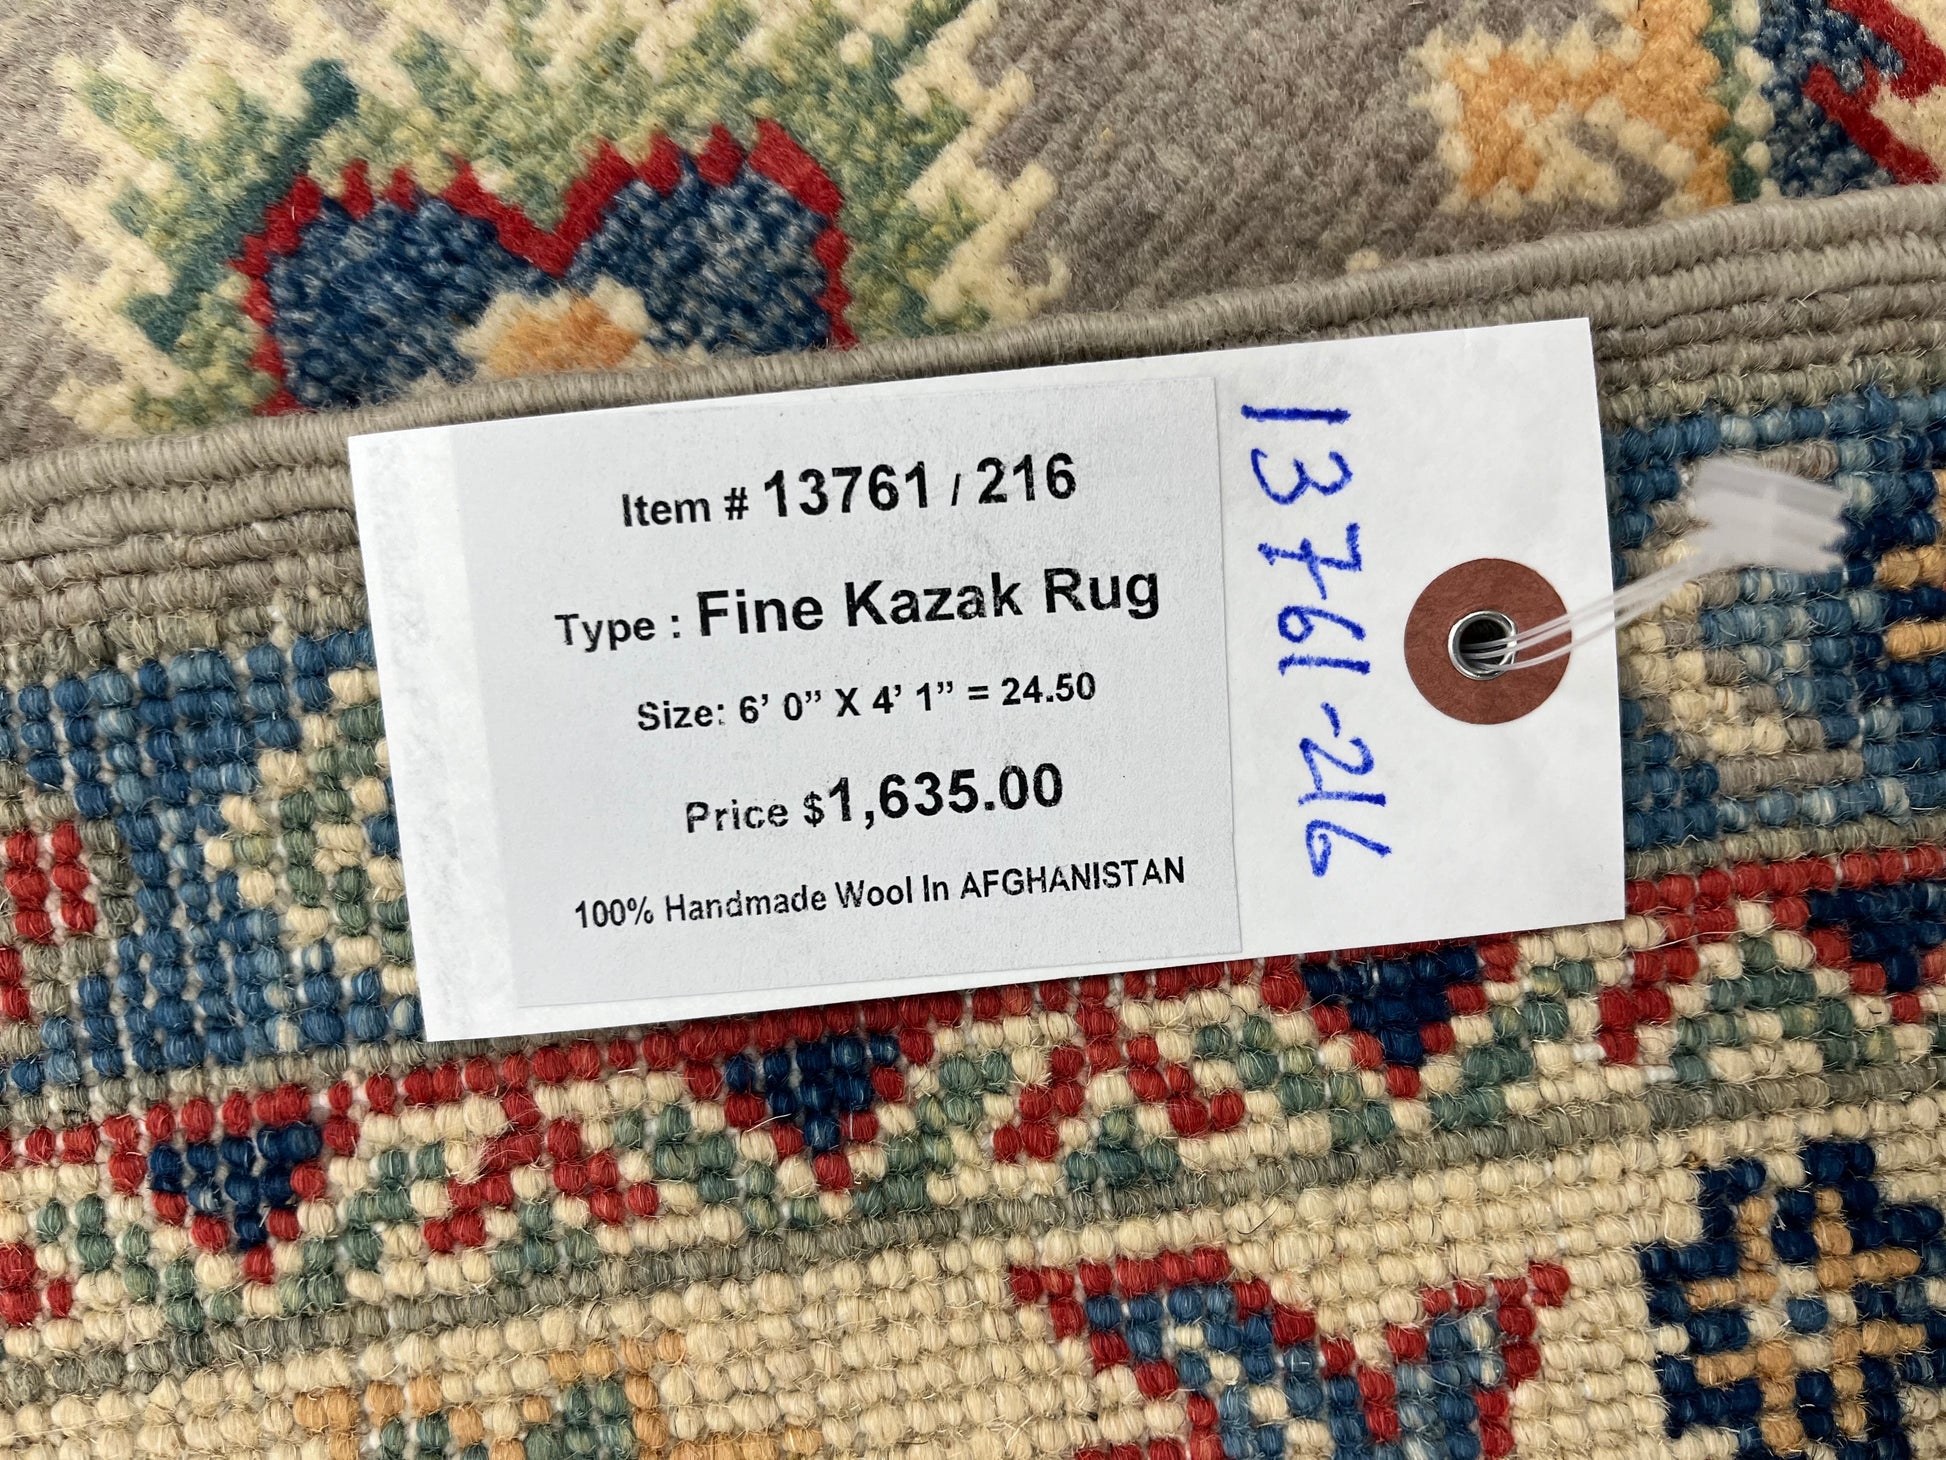 Item # 13761 / 216
Type : Fine Kazak Rug
Size: 6’ 0” X 4’ 1” = 24.50
Price $1,635.00
100% Handmade Wool In AFGHANISTAN
13761-216